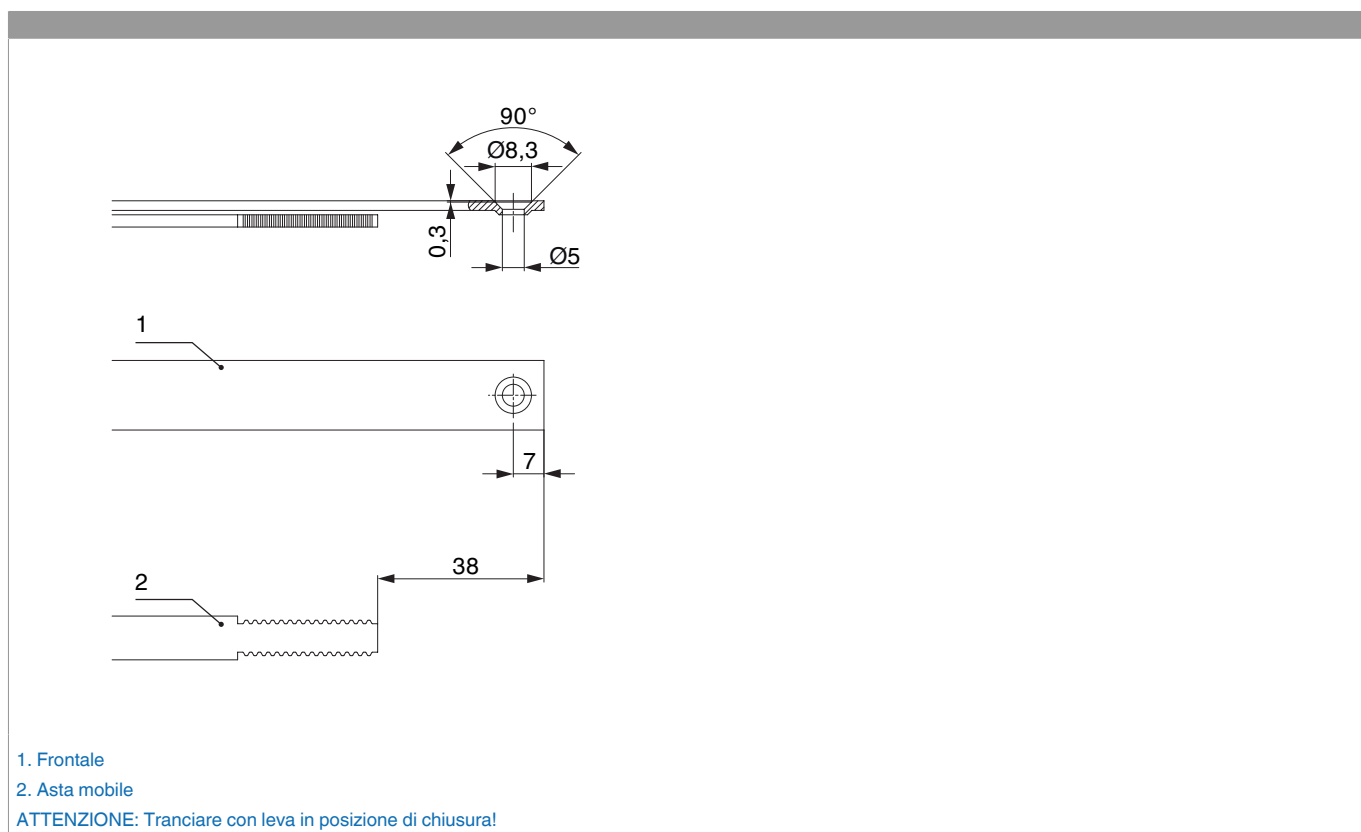 90°
Ø8,3
0,3
Ø5
1
7
38
2
1. Frontale
2. Asta mobile
ATTENZIONE: Tranciare con leva in posizione di chiusura!